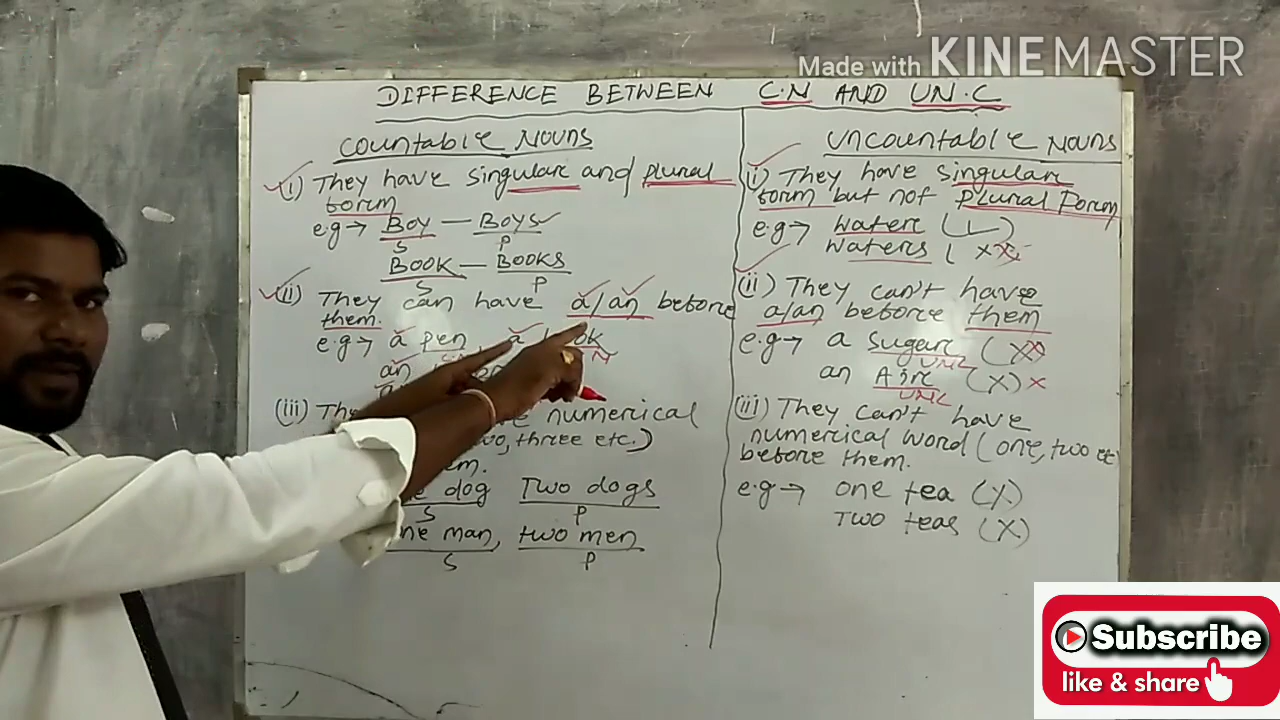 Made with KINEMASTER
DIFFERENCE BETWEEN C.N AND UN.C
COUNTABLE NOUNS
(i) They have singular and plural
form
e.g → BOY — BOYS
S P
BOOK — BOOKS
S P
(ii) They can have a/an before
them.
e.g → a pen a
an
(iii) numerical
three etc.)
dog Two dogs
S P
man, two men
S P
UNCOUNTABLE NOUNS
(i) They have singular
form but not plural Form
e.g → water (
waters ( X
(ii) They can't have
a/an before them
e.g → a sugar (X)
UNC
an Air (X) X
UNC
(iii) They can't have
numerical word (one, two
before them.
e.g → one tea (X)
Two teas (X)
Subscribe
like & share